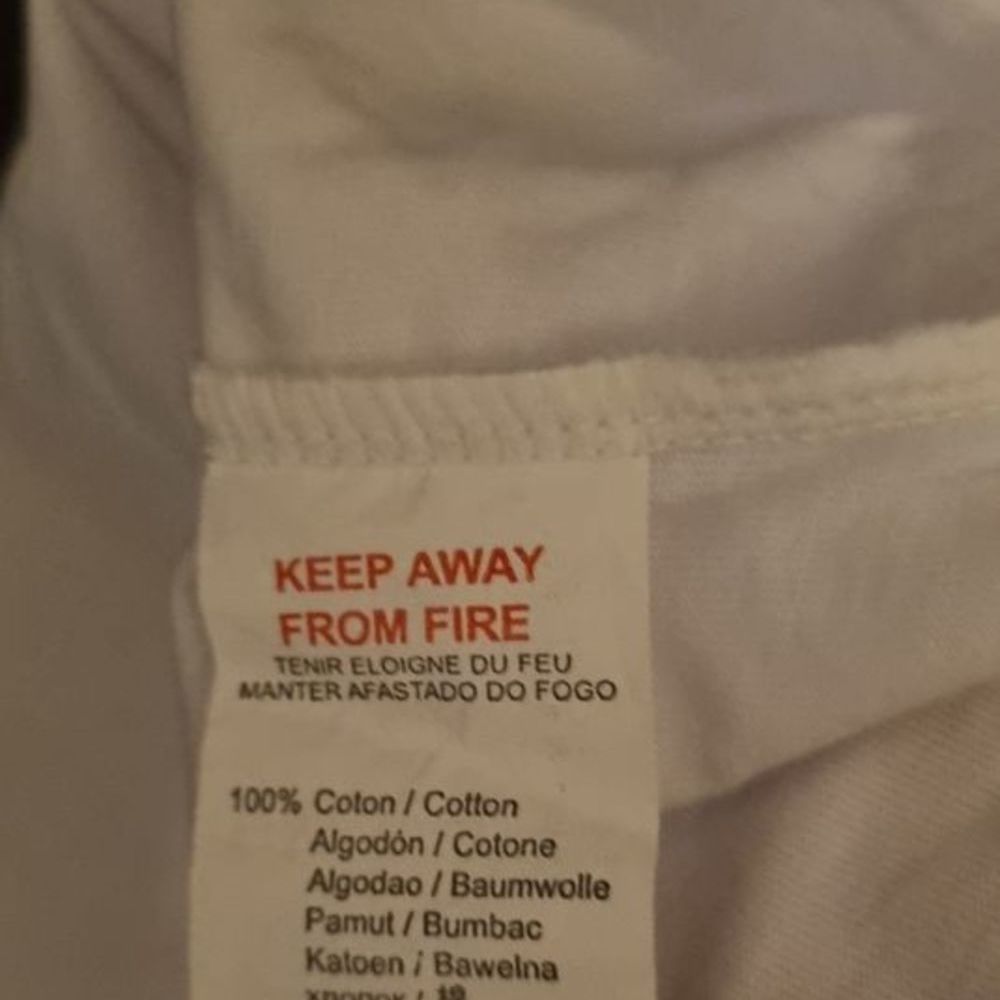 KEEP AWAY
FROM FIRE
TENIR ELOIGNE DU FEU
MANTER AFASTADO DO FOGO
100% Coton / Cotton
Algodón / Cotone
Algodao / Baumwolle
Pamut / Bumbac
Katoen / Bawelna